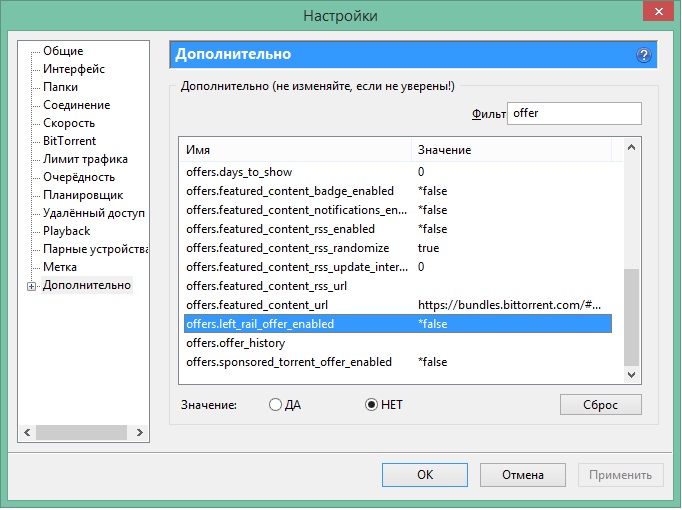 Настройки
Общие
Интерфейс
Папки
Соединение
Скорость
BitTorrent
Лимит трафика
Очерёдность
Планировщик
Удалённый доступ
Playback
Парные устройства
Метка
Дополнительно
Дополнительно
Дополнительно (не изменяйте, если не уверены!)
Фильт offer
Имя Значение
offers.days_to_show 0
offers.featured_content_badge_enabled *false
offers.featured_content_notifications_en... *false
offers.featured_content_rss_enabled *false
offers.featured_content_rss_randomize true
offers.featured_content_rss_update_inter... 0
offers.featured_content_rss_url
offers.featured_content_url https://bundles.bittorrent.com/#...
offers.left_rail_offer_enabled *false
offers.offer_history
offers.sponsored_torrent_offer_enabled *false
Значение: ДА НЕТ Сброс
OK Отмена Применить